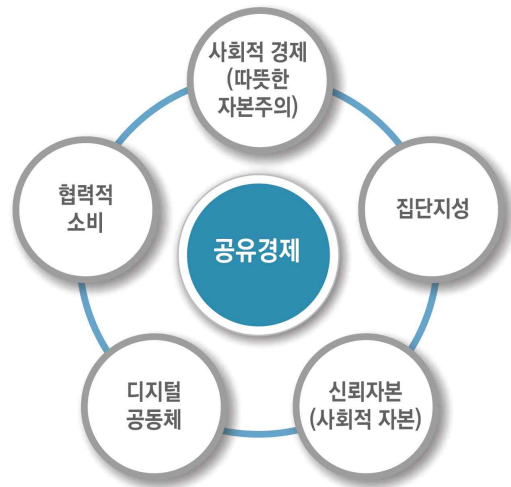 사회적 경제
(따뜻한
자본주의)
협력적
소비
집단지성
공유경제
디지털
공동체
신뢰자본
(사회적 자본)